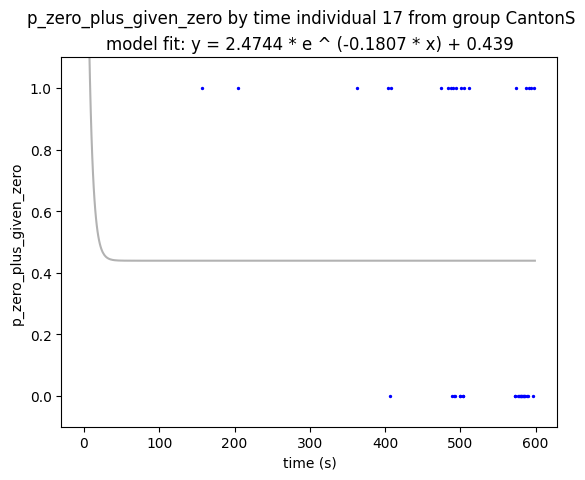 p_zero_plus_given_zero by time individual 17 from group CantonS
model fit: y = 2.4744 * e ^ (-0.1807 * x) + 0.439
1.0
0.8
0.6
0.4
0.2
0.0
p_zero_plus_given_zero
0 100 200 300 400 500 600
time (s)